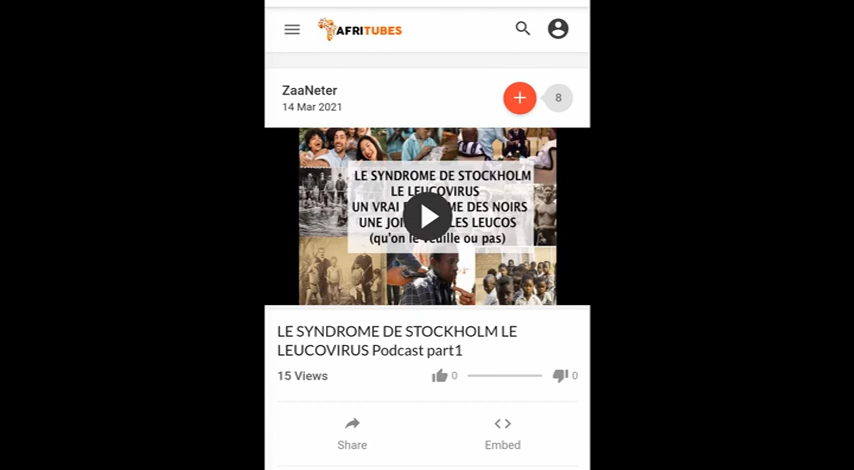 AFRITUBES
ZaaNeter
14 Mar 2021
8
LE SYNDROME DE STOCKHOLM
LE LEUCOVIRUS
UN VRAI ME DES NOIRS
UNE JOI LES LEUCOS
(qu'on le veuille ou pas)
LE SYNDROME DE STOCKHOLM LE
LEUCOVIRUS Podcast part1
15 Views
0
0
Share
Embed